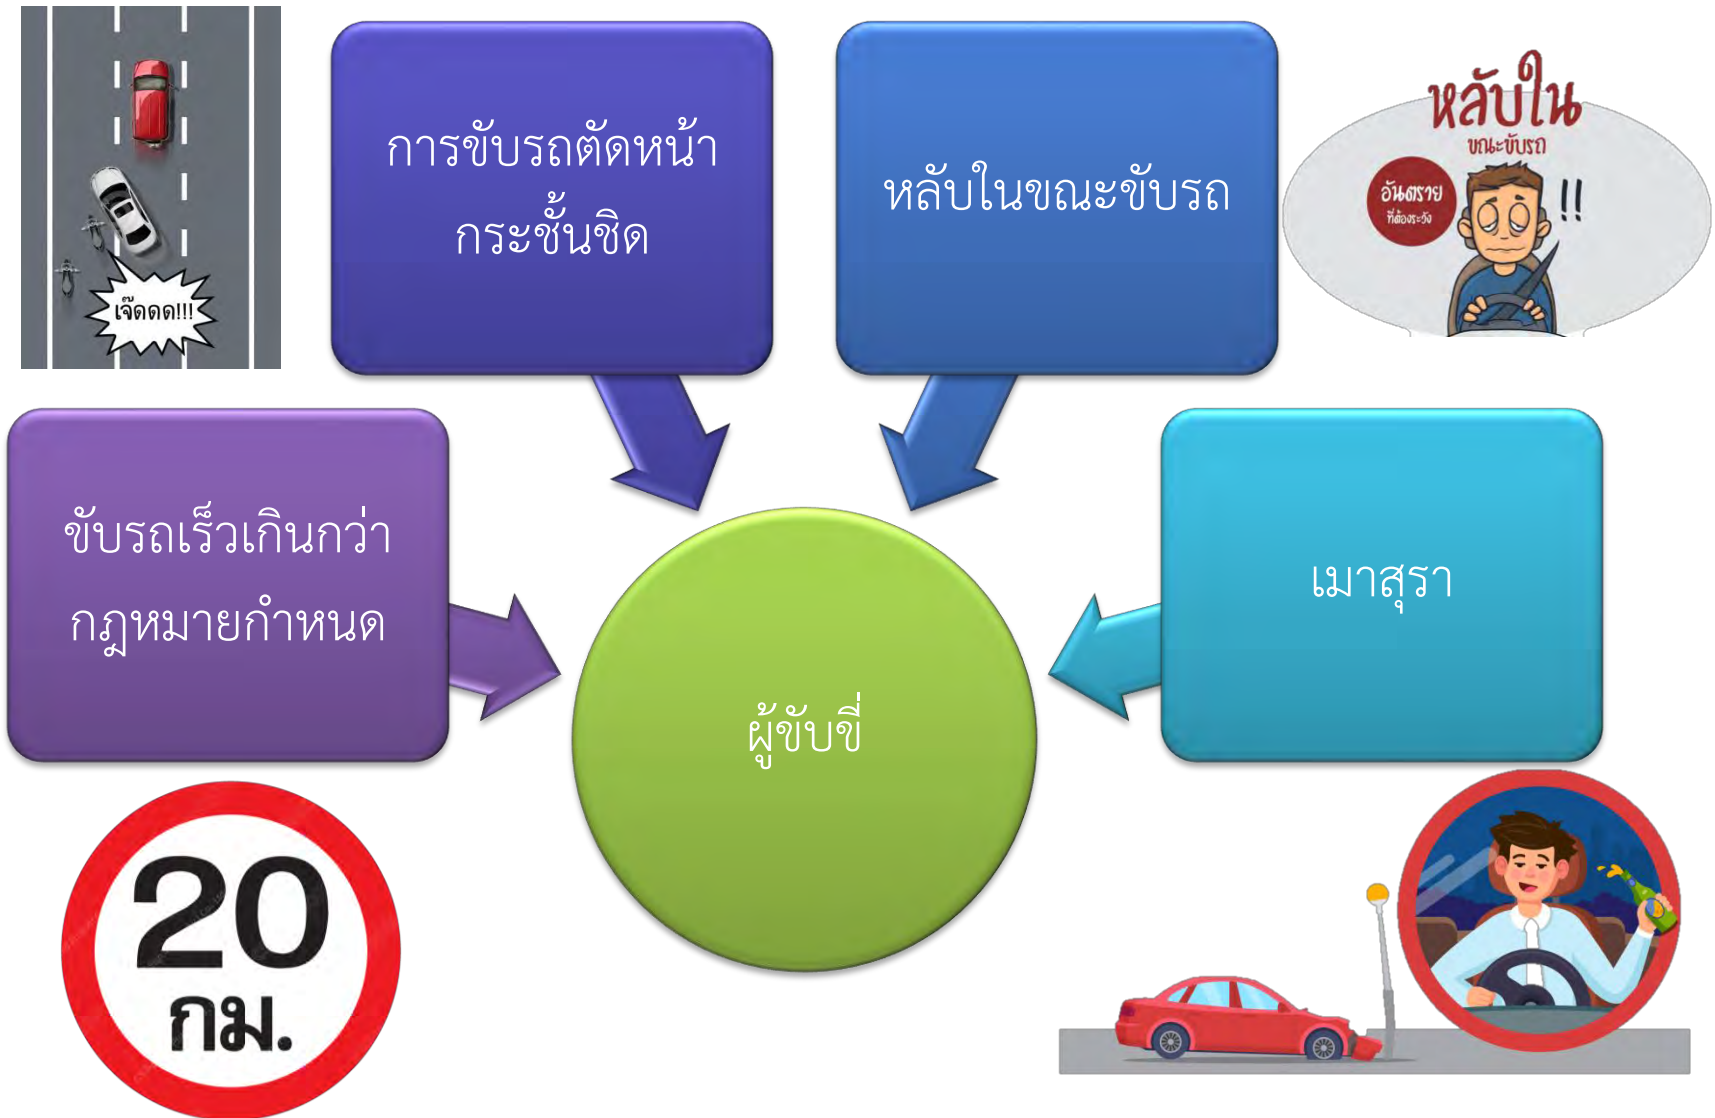 การขับรถตัดหน้า
กระชั้นชิด
หลับในขณะขับรถ
หลับใน
ขณะขับรถ
อันตราย
ที่ต้องระวัง
!!
เจ๊ดดด!!!
ขับรถเร็วเกินกว่า
กฎหมายกำหนด
เมาสุรา
ผู้ขับขี่
20
กม.